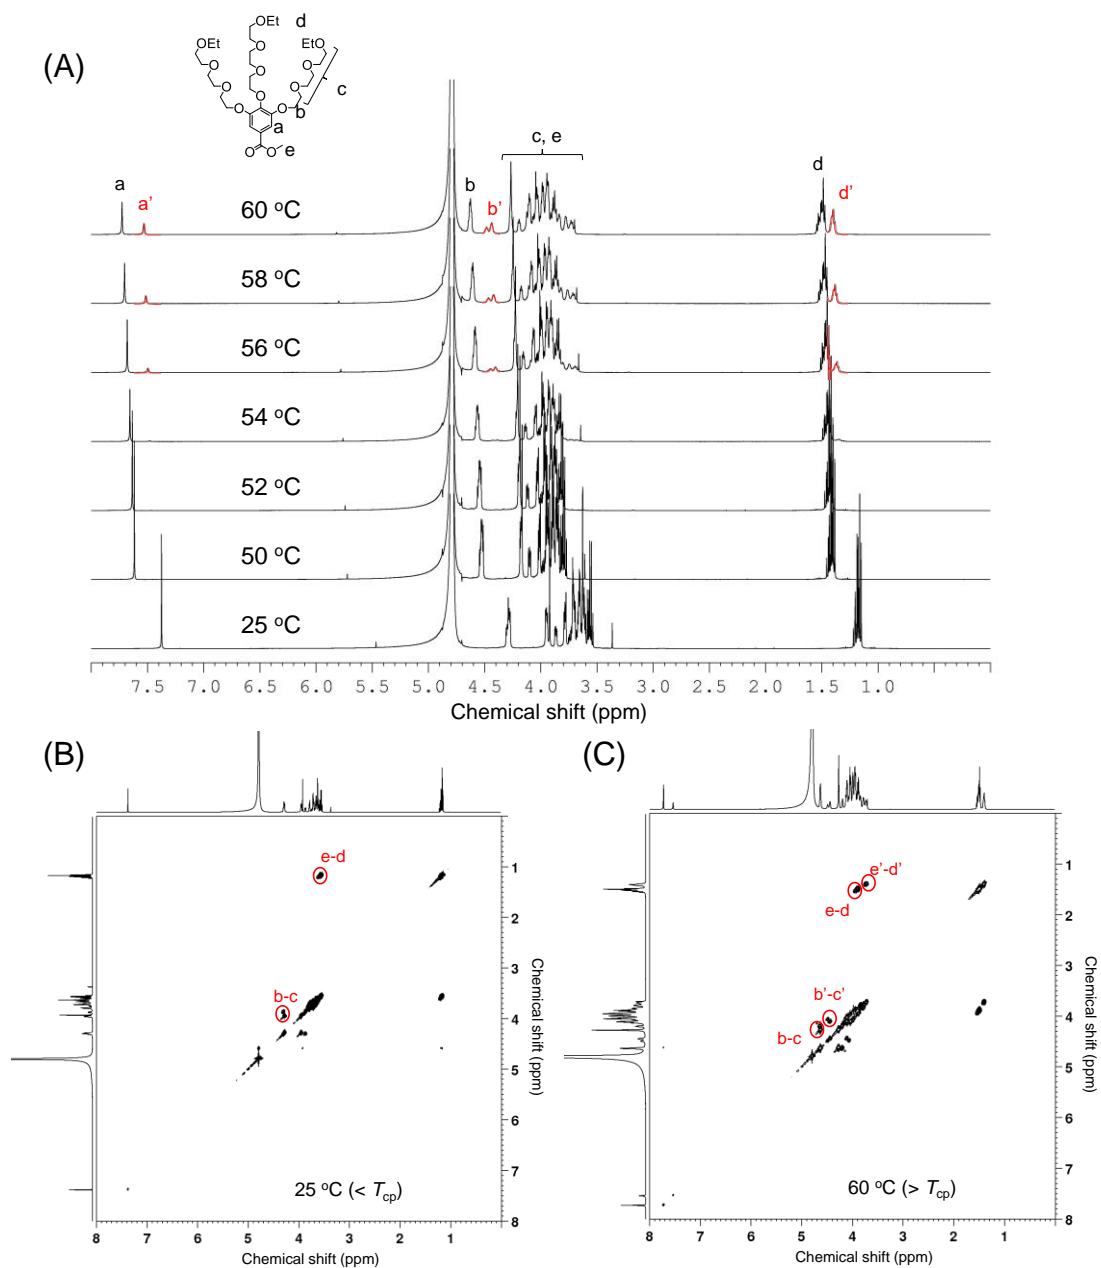 (A)
d
OEt
OEt
OEt
O
O
O
O
O
O
c
O
O
O
b
a
O
O
e
c, e
a
a’
b
b’
d
d’
60 °C
58 °C
56 °C
54 °C
52 °C
50 °C
25 °C
7.5 7.0 6.5 6.0 5.5 5.0 4.5 4.0 3.5 3.0 2.5 2.0 1.5 1.0
Chemical shift (ppm)
(B)
e-d
b-c
25 °C (< Tcp)
1
2
3
4
5
6
7
8
Chemical shift (ppm)
8 7 6 5 4 3 2 1
Chemical shift (ppm)
(C)
e’-d’
e-d
b’-c’
b-c
60 °C (> Tcp)
1
2
3
4
5
6
7
8
Chemical shift (ppm)
8 7 6 5 4 3 2 1
Chemical shift (ppm)